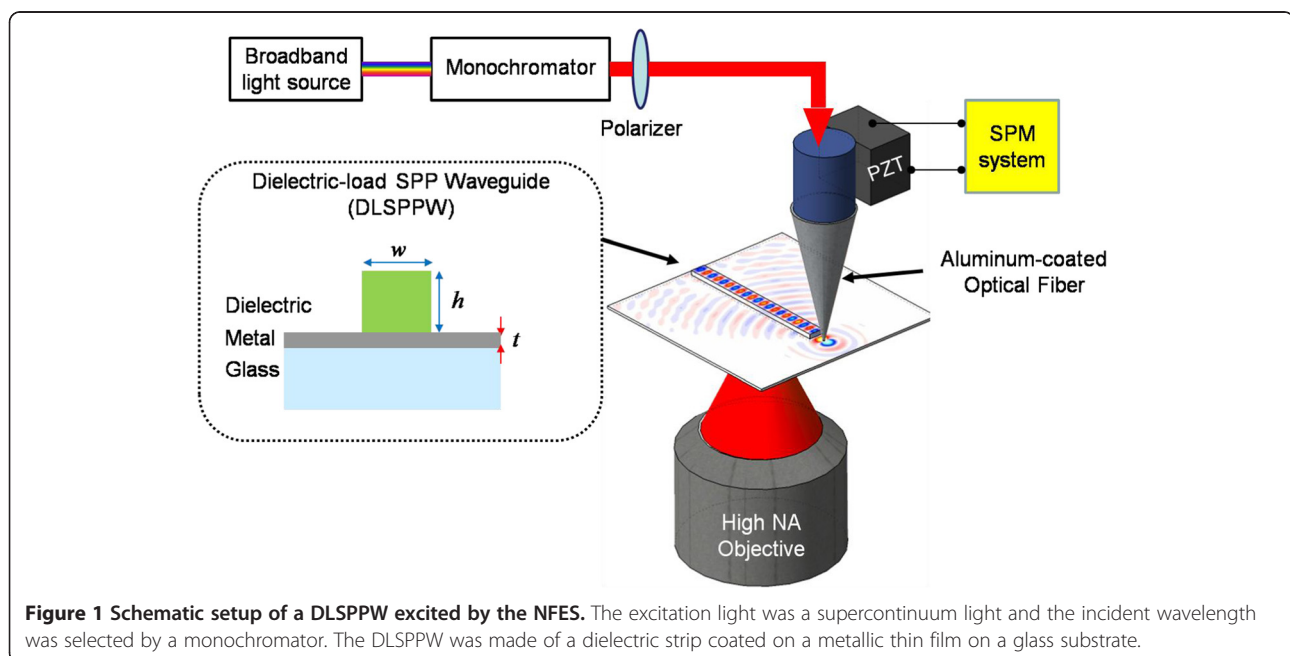 Broadband
light source
Monochromator
Polarizer
SPM
system
PZT
Dielectric-load SPP Waveguide
(DLSPPW)
w
h
Dielectric
Metal
t
Glass
Aluminum-coated
Optical Fiber
High NA
Objective
Figure 1 Schematic setup of a DLSPPW excited by the NFES. The excitation light was a supercontinuum light and the incident wavelength
was selected by a monochromator. The DLSPPW was made of a dielectric strip coated on a metallic thin film on a glass substrate.